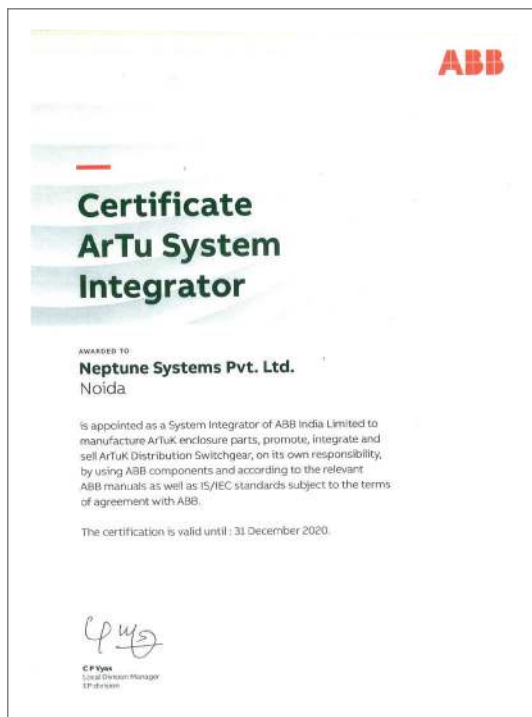 ABB
Certificate
ArTu System
Integrator
AWARDED TO
Neptune Systems Pvt. Ltd.
Noida
is appointed as a System Integrator of ABB India Limited to
manufacture ArTuK enclosure parts, promote, integrate and
sell ArTuK Distribution Switchgear, on its own responsibility,
by using ABB components and according to the relevant
ABB manuals as well as IS/IEC standards subject to the terms
of agreement with ABB.
The certification is valid until : 31 December 2020.
C P Vyas
Local Division Manager
division